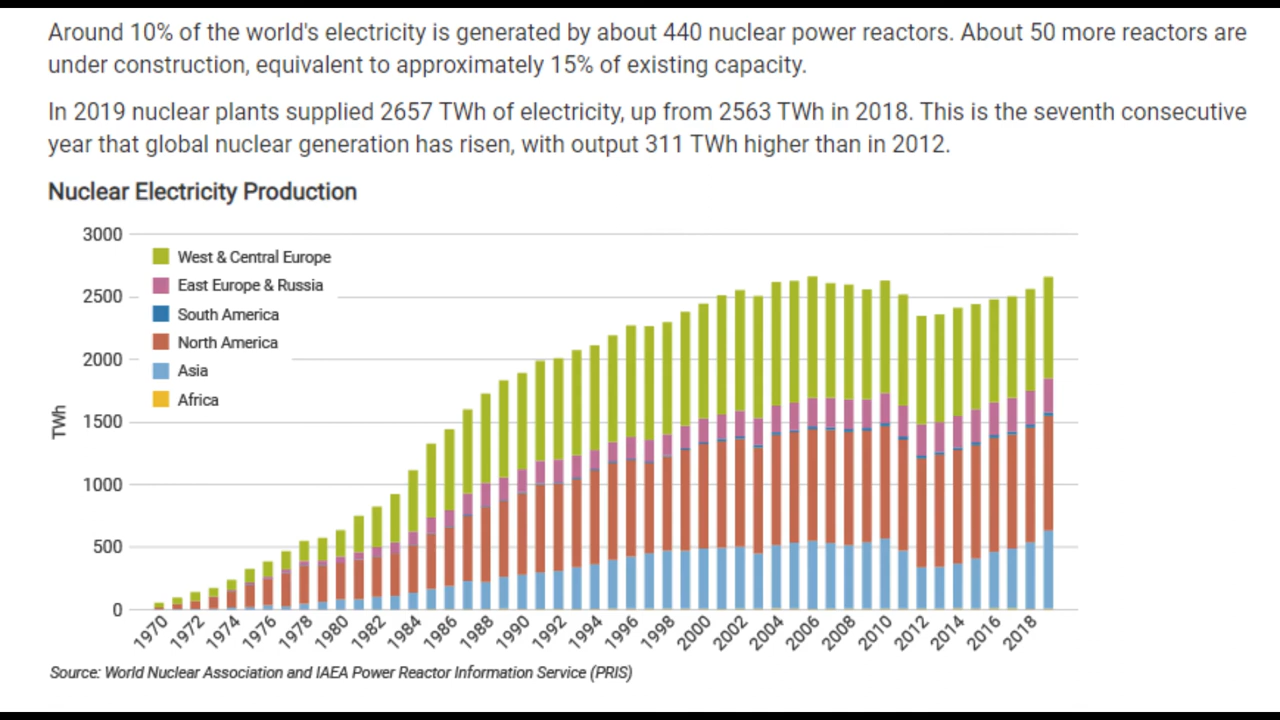 Around 10% of the world's electricity is generated by about 440 nuclear power reactors. About 50 more reactors are
under construction, equivalent to approximately 15% of existing capacity.
In 2019 nuclear plants supplied 2657 TWh of electricity, up from 2563 TWh in 2018. This is the seventh consecutive
year that global nuclear generation has risen, with output 311 TWh higher than in 2012.
Nuclear Electricity Production
3000
West & Central Europe
East Europe & Russia
2500
South America
North America
2000
Asia
Africa
TWh
1500
1000
500
0
1970 1972 1974 1976 1978 1980 1982 1984 1986 1988 1990 1992 1994 1996 1998 2000 2002 2004 2006 2008 2010 2012 2014 2016 2018
Source: World Nuclear Association and IAEA Power Reactor Information Service (PRIS)